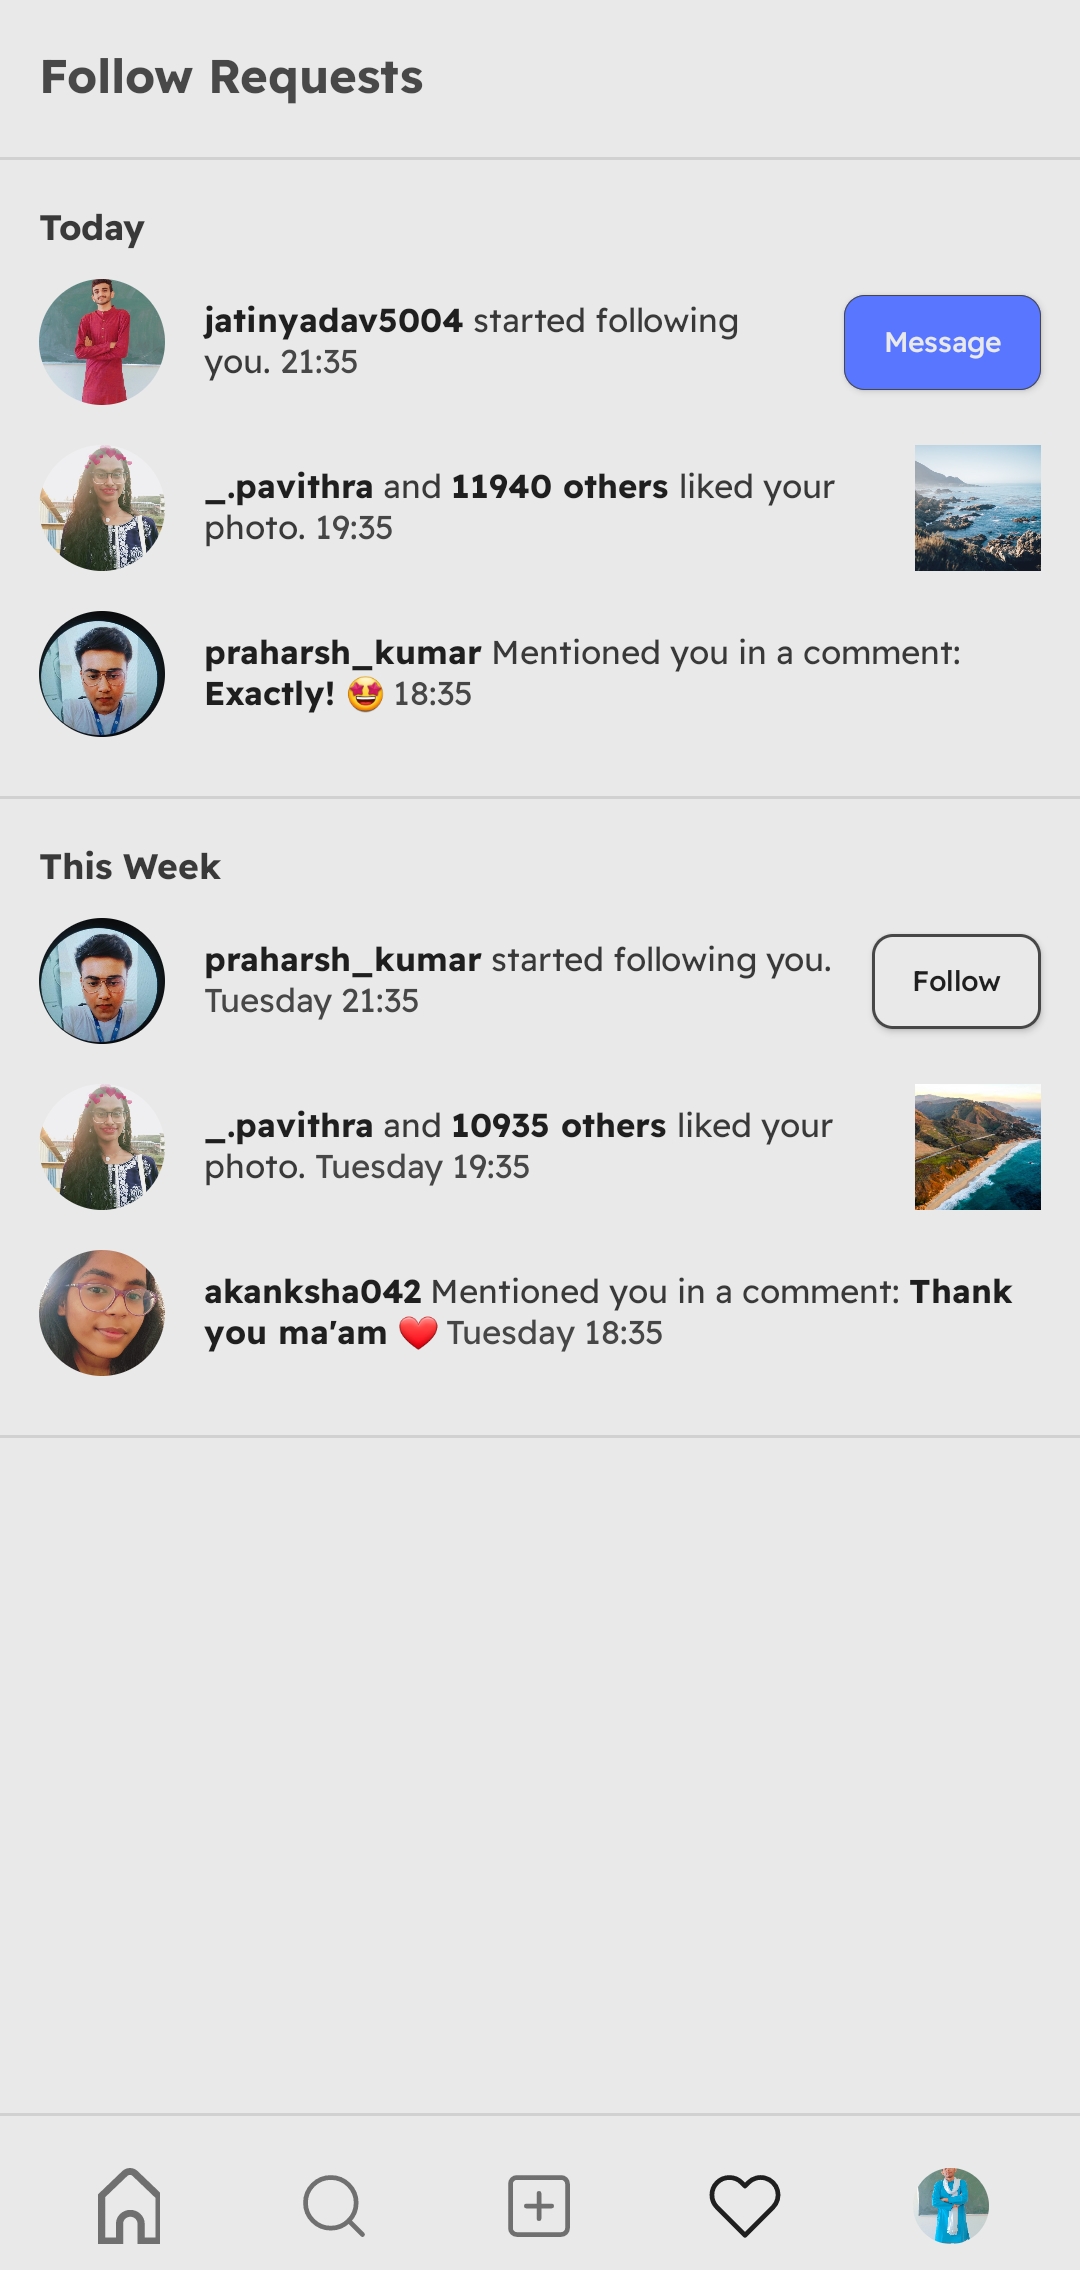 Follow Requests
Today
jatinyadav5004 started following
you. 21:35
Message
_.pavithra and 11940 others liked your
photo. 19:35
praharsh_kumar Mentioned you in a comment:
Exactly! 🤩 18:35
This Week
praharsh_kumar started following you.
Tuesday 21:35
Follow
_.pavithra and 10935 others liked your
photo. Tuesday 19:35
akanksha042 Mentioned you in a comment: Thank
you ma'am ❤️ Tuesday 18:35